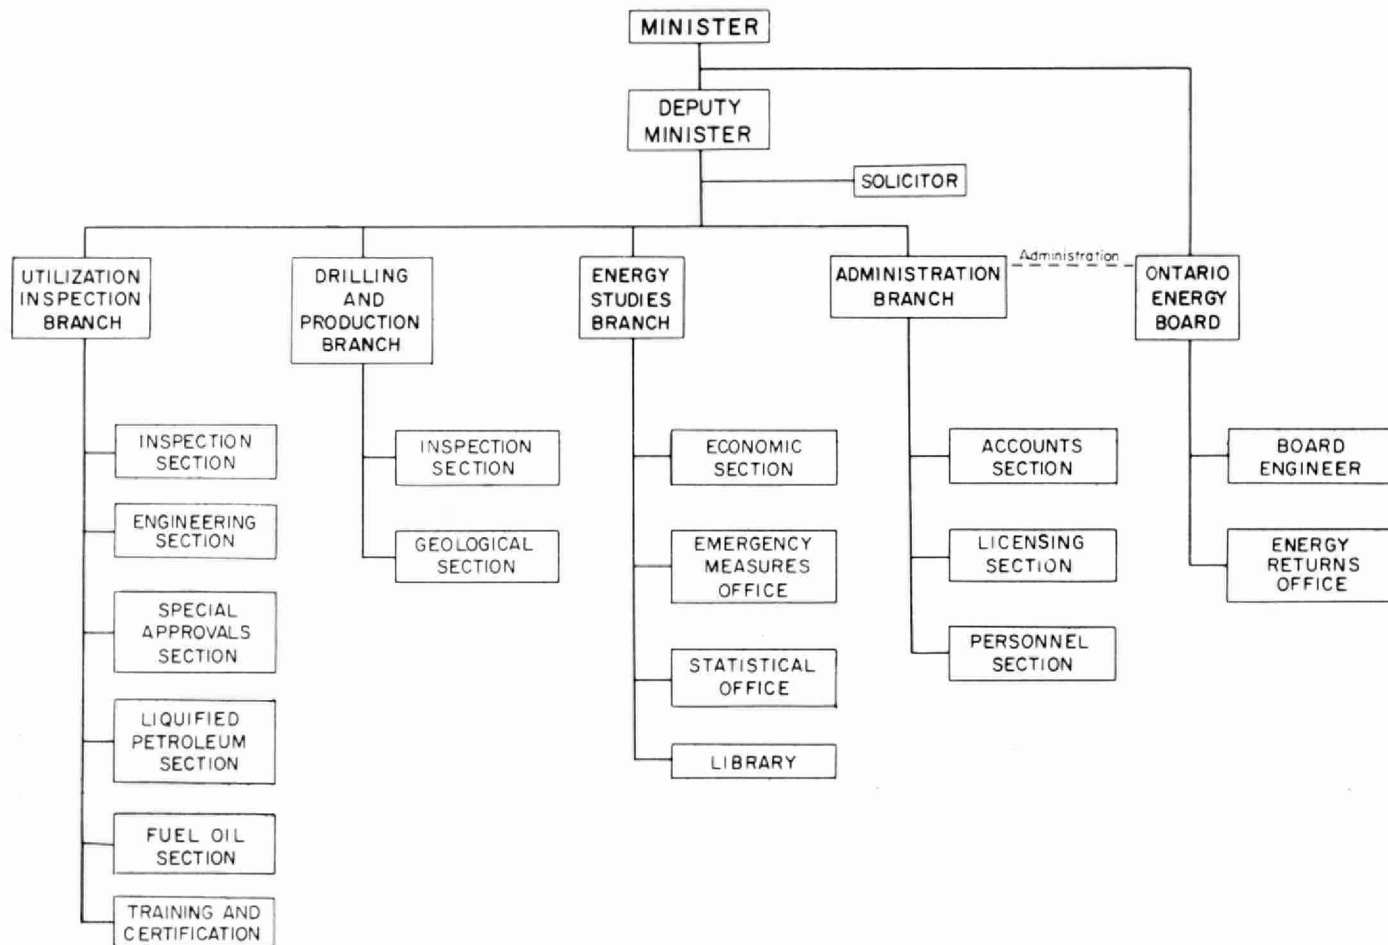 MINISTER
DEPUTY
MINISTER
SOLICITOR
UTILIZATION
INSPECTION
BRANCH
DRILLING
AND
PRODUCTION
BRANCH
ENERGY
STUDIES
BRANCH
ADMINISTRATION
BRANCH
Administration
ONTARIO
ENERGY
BOARD
INSPECTION
SECTION
ENGINEERING
SECTION
SPECIAL
APPROVALS
SECTION
LIQUIFIED
PETROLEUM
SECTION
FUEL OIL
SECTION
TRAINING AND
CERTIFICATION
INSPECTION
SECTION
GEOLOGICAL
SECTION
ECONOMIC
SECTION
EMERGENCY
MEASURES
OFFICE
STATISTICAL
OFFICE
LIBRARY
ACCOUNTS
SECTION
LICENSING
SECTION
PERSONNEL
SECTION
BOARD
ENGINEER
ENERGY
RETURNS
OFFICE